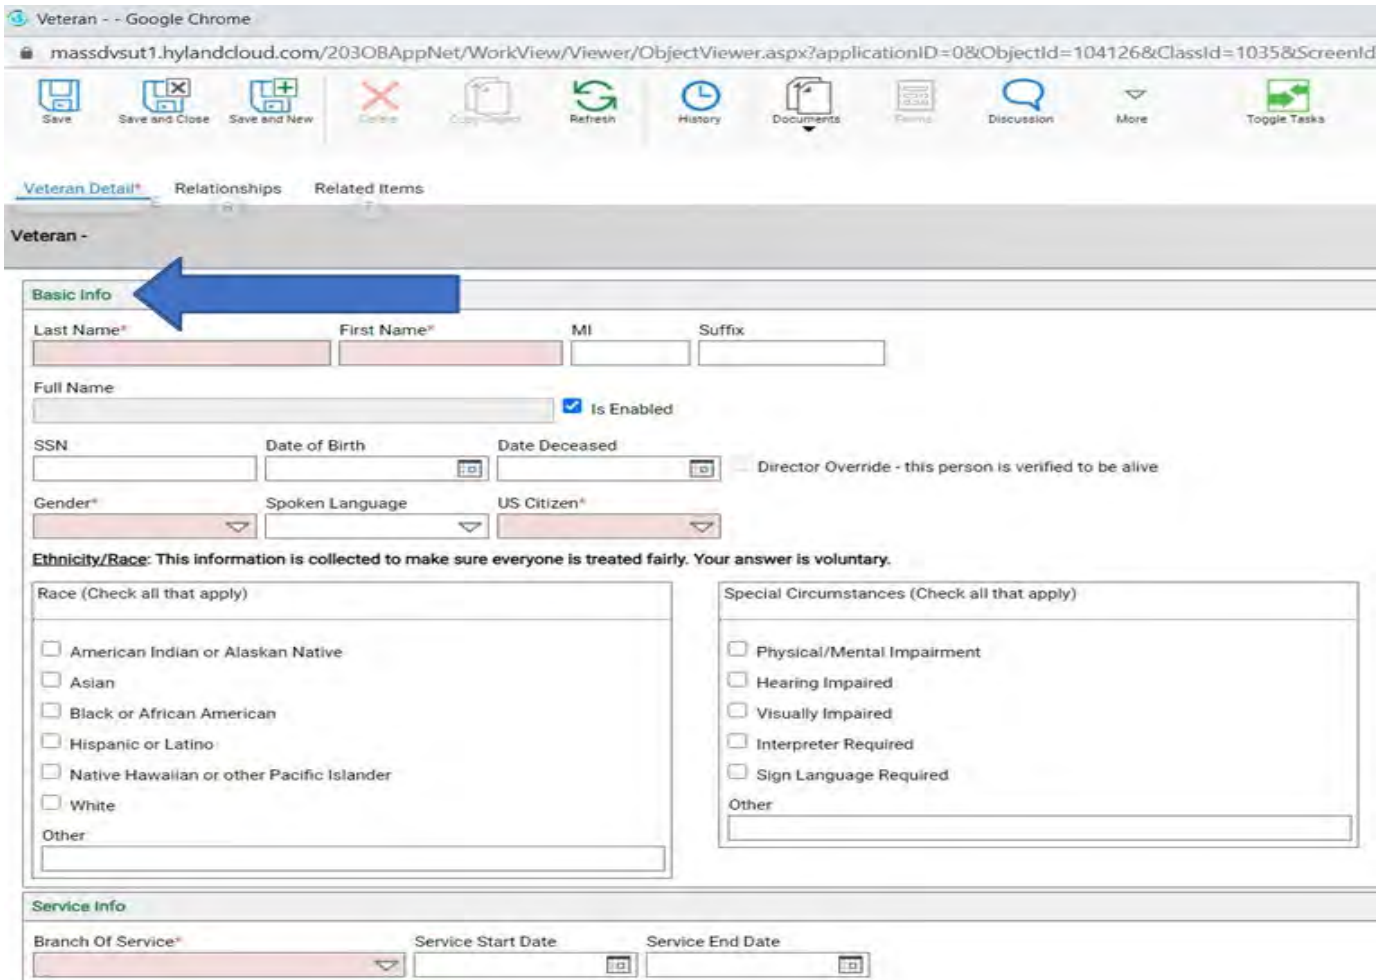 Veteran - - Google Chrome
massdvsut1.hylandcloud.com/203OBAppNet/WorkView/Viewer/ObjectViewer.aspx?applicationID=0&ObjectId=104126&ClassId=1035&ScreenId
Save Save and Close Save and New Delete Copy Object Refresh History Documents Forms Discussion More Toggle Tasks
Veteran Detail* Relationships Related Items
E R T
Veteran -
Basic Info
Last Name* First Name* MI Suffix
Full Name
Is Enabled
SSN Date of Birth Date Deceased
Director Override - this person is verified to be alive
Gender* Spoken Language US Citizen*
Ethnicity/Race: This information is collected to make sure everyone is treated fairly. Your answer is voluntary.
Race (Check all that apply) Special Circumstances (Check all that apply)
American Indian or Alaskan Native Physical/Mental Impairment
Asian Hearing Impaired
Black or African American Visually Impaired
Hispanic or Latino Interpreter Required
Native Hawaiian or other Pacific Islander Sign Language Required
White Other
Other
Service Info
Branch Of Service* Service Start Date Service End Date